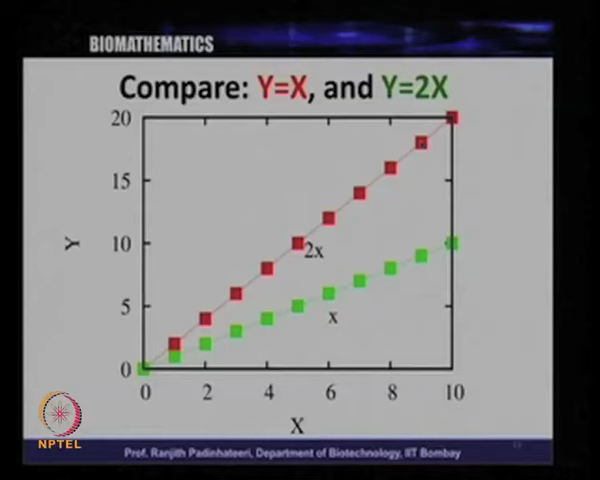 BIOMATHEMATICS
Compare: Y=X, and Y=2X
20
15
Y
10
2x
5
x
0
0 2 4 6 8 10
X
NPTEL
Prof. Ranjith Padinhateeri, Department of Biotechnology, IIT Bombay